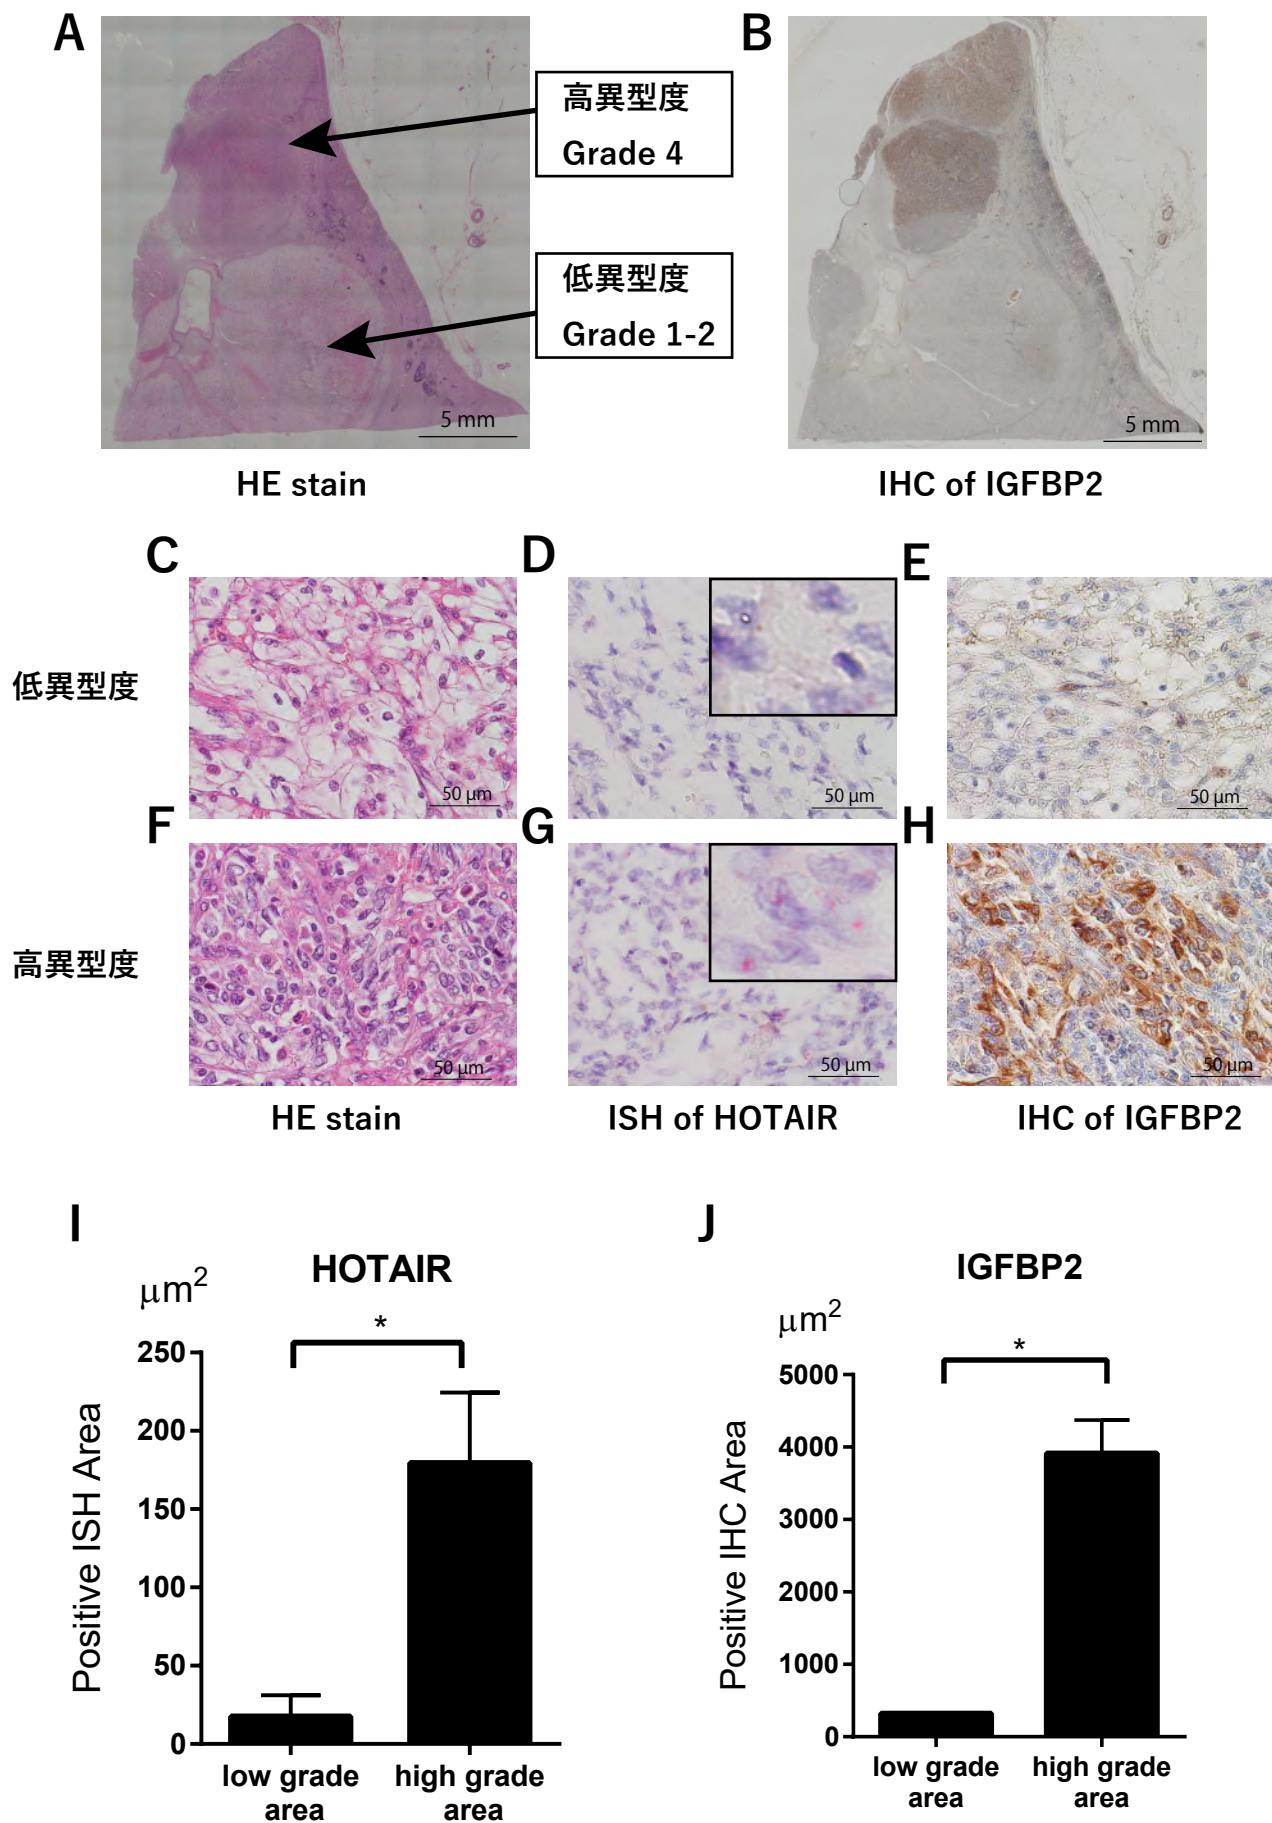 A
B
高異型度
Grade 4
低異型度
Grade 1-2
5 mm
5 mm
HE stain
IHC of IGFBP2
C
D
E
低異型度
50 μm
50 μm
50 μm
F
G
H
高異型度
50 μm
50 μm
50 μm
HE stain
ISH of HOTAIR
IHC of IGFBP2
I
HOTAIR
μm²
*
250
200
150
100
50
0
Positive ISH Area
low grade
area
high grade
area
J
IGFBP2
μm²
*
5000
4000
3000
2000
1000
0
Positive IHC Area
low grade
area
high grade
area